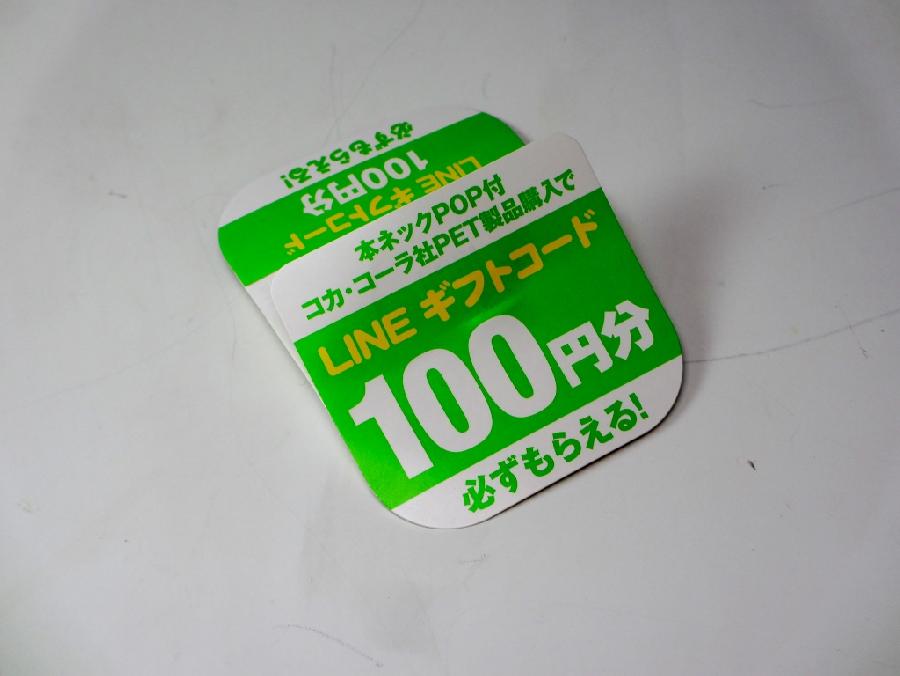 本ネックPOP付
コカ・コーラ社PET製品購入で
LINE ギフトコード
100円分
必ずもらえる!
LINE ギフトコード
100円分
必ずもらえる!